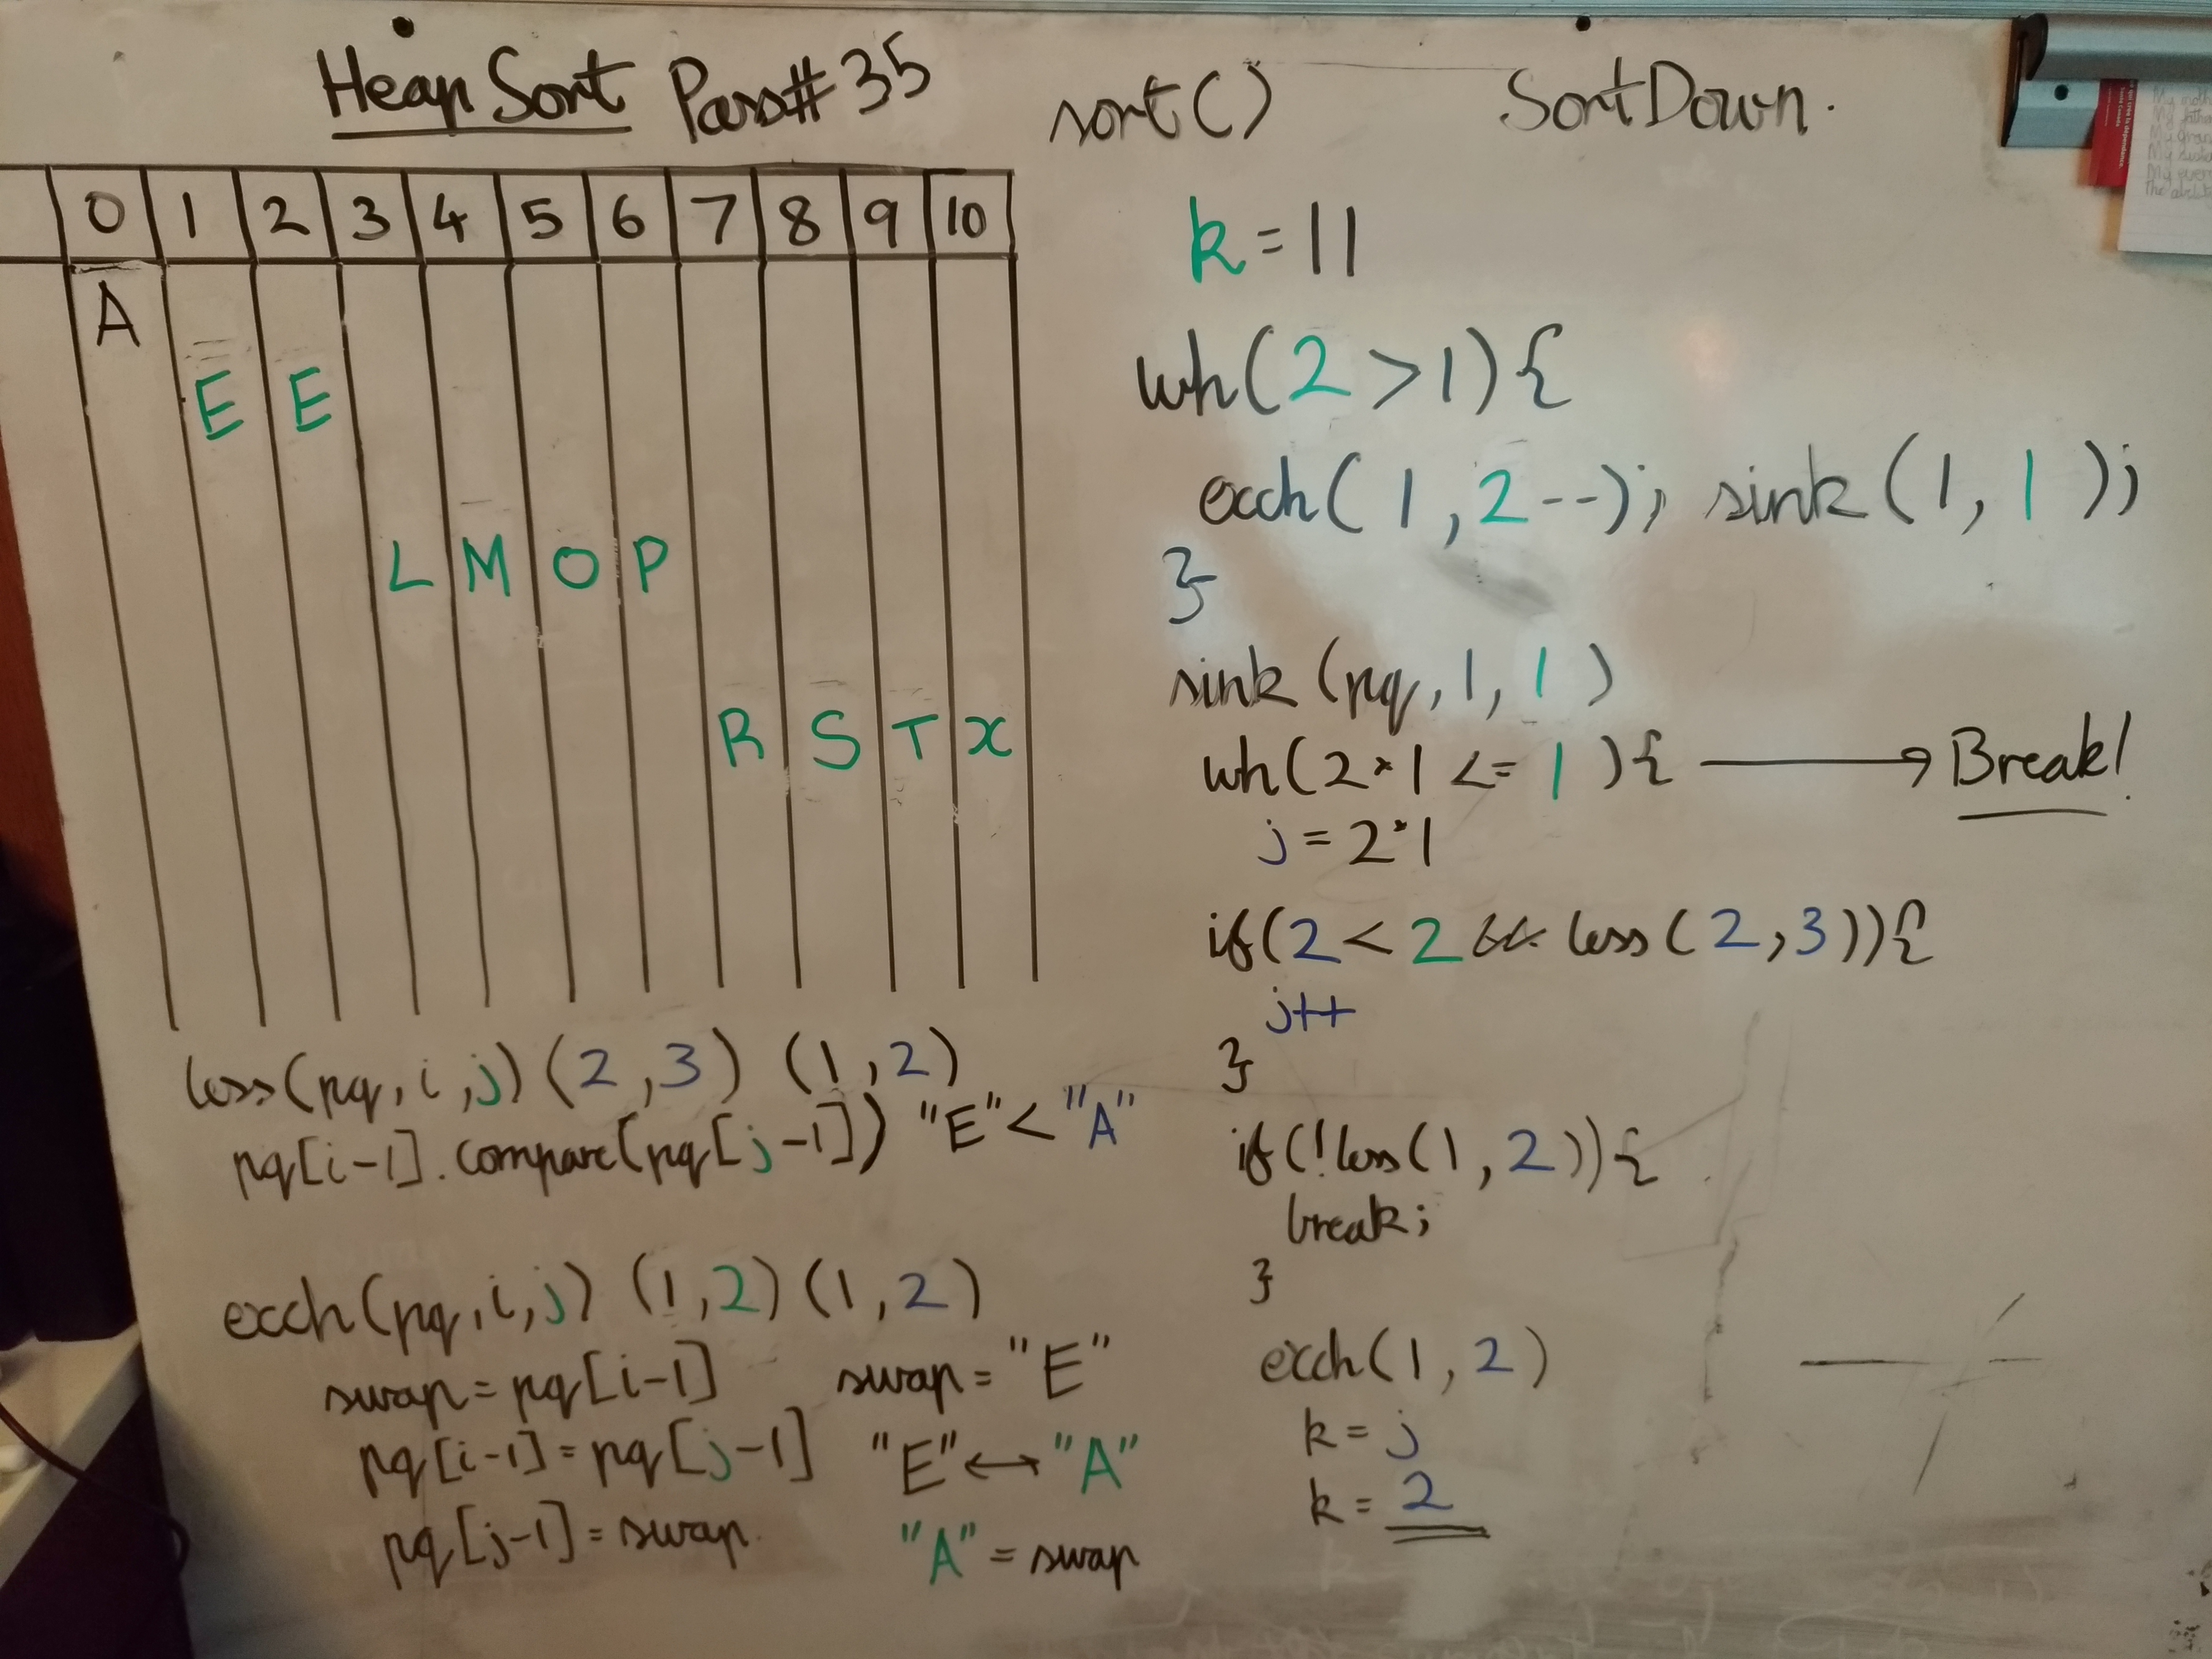 Heap Sort Pass# 35 sort() SortDown.
0 1 2 3 4 5 6 7 8 9 10
A
E E
L M O P
R S T x
k = 11
wh(2 > 1){
exch(1, 2--); sink(1, 1);
}
sink(pq, 1, 1)
wh(2*1 <= 1){ → Break!
j = 2*1
if(2 < 2 && less(2,3)){
j++
}
if(!less(1, 2)){
break;
}
exch(1, 2)
k = j
k = 2
less(pq, i, j) (2,3) (1,2)
pq[i-1].compare(pq[j-1]) "E" < "A"
exch(pq, i, j) (1,2) (1,2)
swap = pq[i-1] swap = "E"
pq[i-1] = pq[j-1] "E" ↔ "A"
pq[j-1] = swap "A" = swap